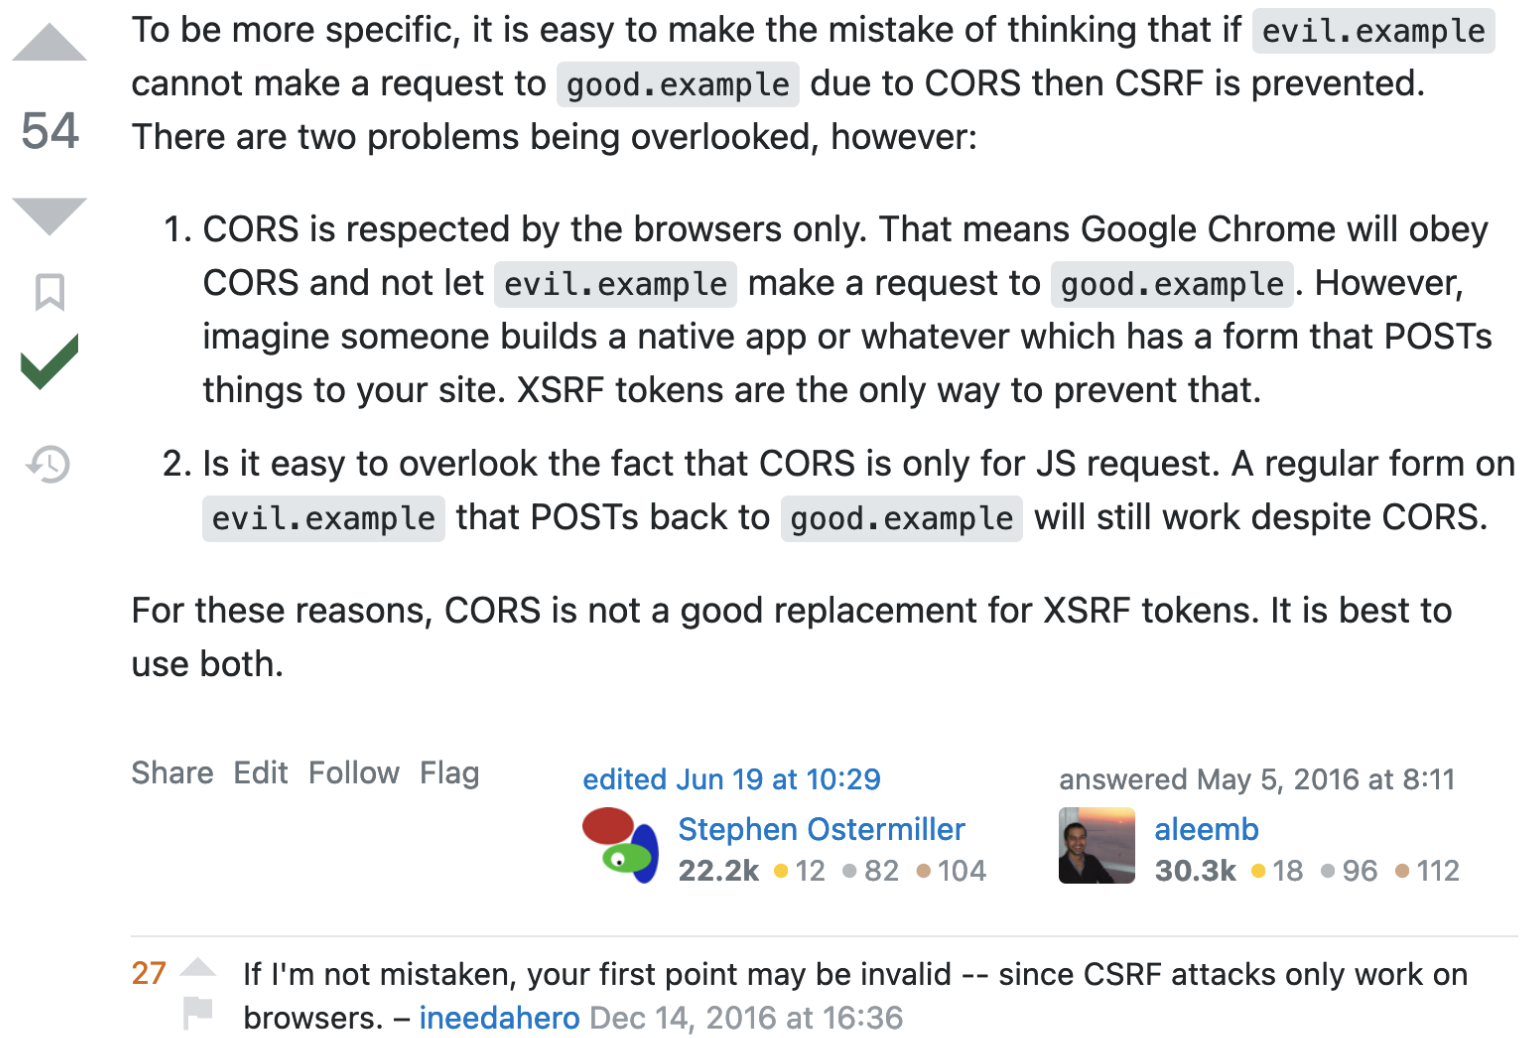 To be more specific, it is easy to make the mistake of thinking that if evil.example
cannot make a request to good.example due to CORS then CSRF is prevented.
There are two problems being overlooked, however:
54
1. CORS is respected by the browsers only. That means Google Chrome will obey
CORS and not let evil.example make a request to good.example. However,
imagine someone builds a native app or whatever which has a form that POSTs
things to your site. XSRF tokens are the only way to prevent that.
2. Is it easy to overlook the fact that CORS is only for JS request. A regular form on
evil.example that POSTs back to good.example will still work despite CORS.
For these reasons, CORS is not a good replacement for XSRF tokens. It is best to
use both.
Share Edit Follow Flag
edited Jun 19 at 10:29
Stephen Ostermiller
22.2k 12 82 104
answered May 5, 2016 at 8:11
aleemb
30.3k 18 96 112
27 If I'm not mistaken, your first point may be invalid -- since CSRF attacks only work on
browsers. – ineedahero Dec 14, 2016 at 16:36